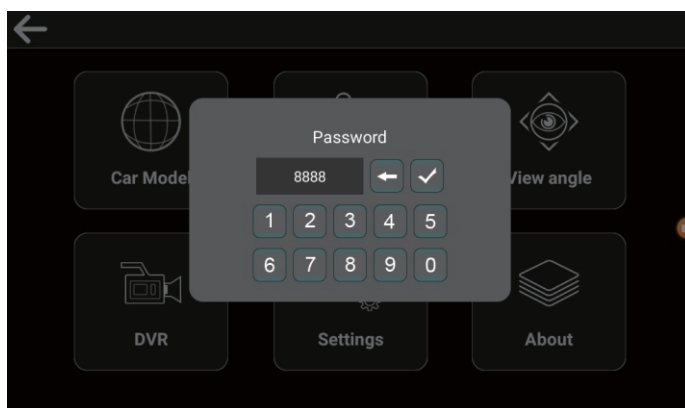 Password
8888
1 2 3 4 5
6 7 8 9 0
Car Model
View angle
DVR
Settings
About